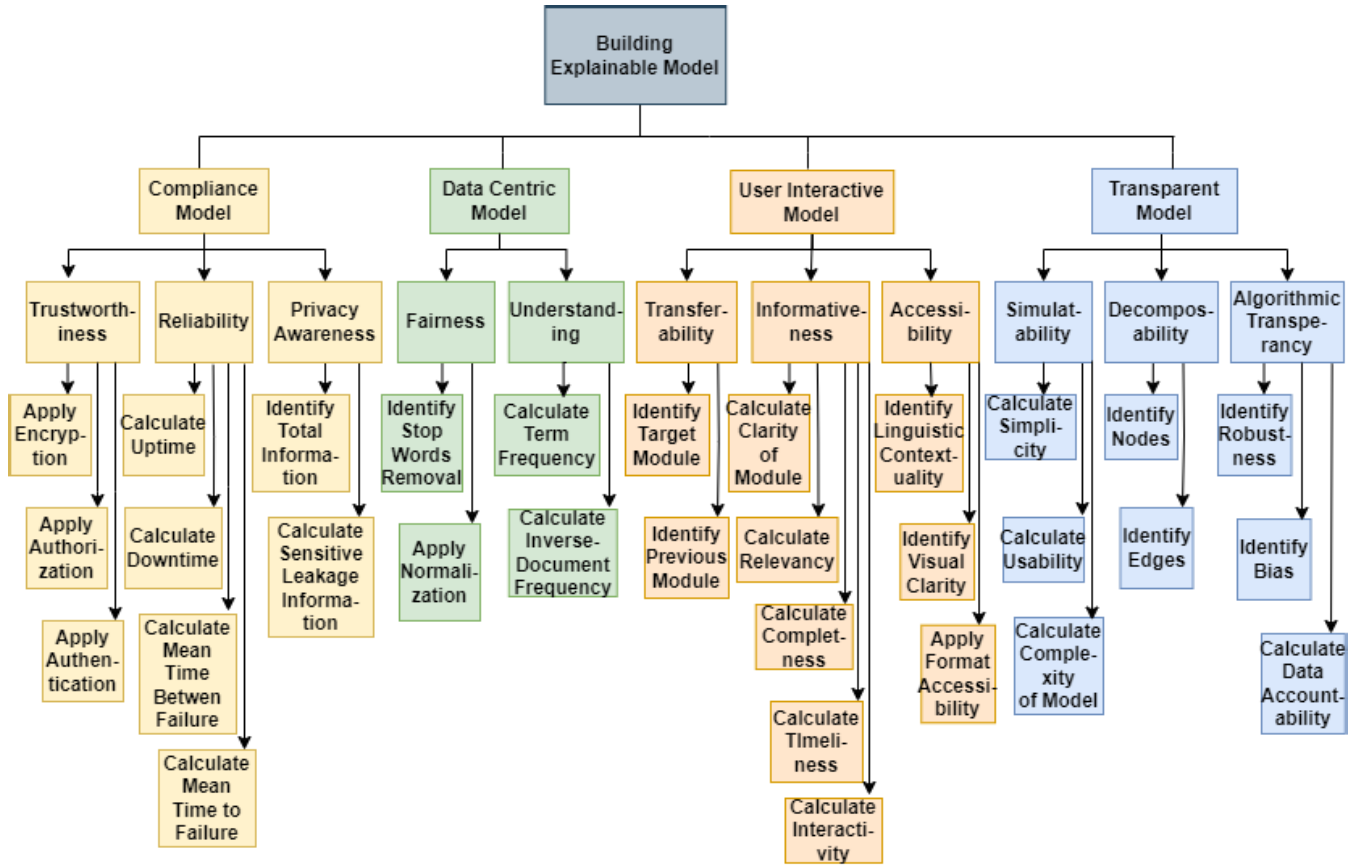 Building
Explainable Model
Compliance
Model
Data Centric
Model
User Interactive
Model
Transparent
Model
Trustworth-
iness
Reliability
Privacy
Awareness
Fairness
Understand-
ing
Transfer-
ability
Informative-
ness
Accessi-
bility
Simulat-
ability
Decompos-
ability
Algorithmic
Transpe-
rancy
Apply
Encryp-
tion
Calculate
Uptime
Identify
Total
Informa-
tion
Identify
Stop
Words
Removal
Calculate
Term
Frequency
Identify
Target
Module
Calculate
Clarity
of
Module
Identify
Linguistic
Context-
uality
Calculate
Simpli-
city
Identify
Nodes
Identify
Robust-
ness
Apply
Authori-
zation
Calculate
Downtime
Calculate
Sensitive
Leakage
Informa-
tion
Apply
Normali-
zation
Calculate
Inverse-
Document
Frequency
Identify
Previous
Module
Calculate
Relevancy
Identify
Visual
Clarity
Calculate
Usability
Identify
Edges
Identify
Bias
Apply
Authen-
tication
Calculate
Mean
Time
Betwen
Failure
Calculate
Complet-
ness
Apply
Format
Accessi-
bility
Calculate
Comple-
xity
of Model
Calculate
Data
Account-
ability
Calculate
Mean
Time to
Failure
Calculate
TImeli-
ness
Calculate
Interacti-
vity